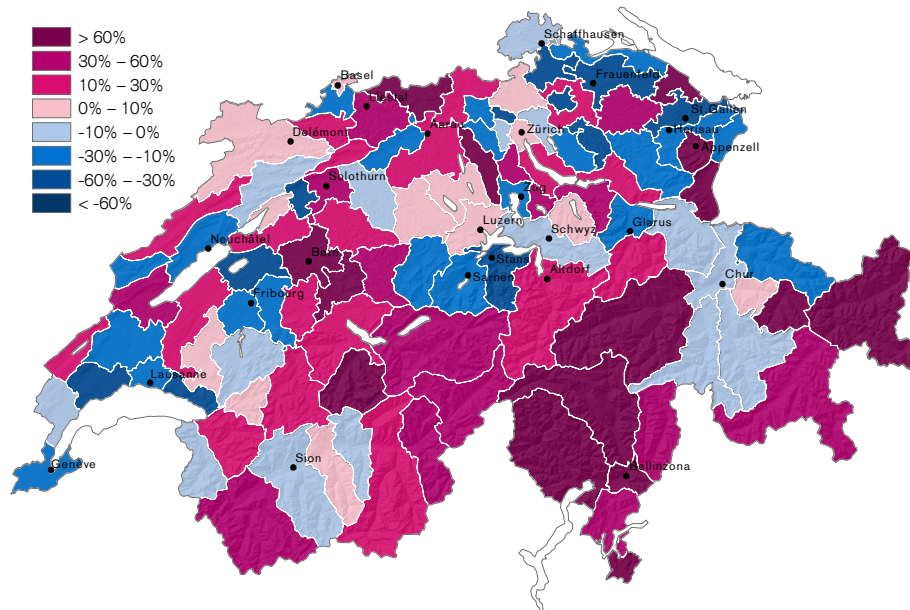 > 60%
30% – 60%
10% – 30%
0% – 10%
-10% – 0%
-30% – -10%
-60% – -30%
< -60%
Schaffhausen
Basel
Frauenfeld
Liestal
St.Gallen
Aarau
Zürich
Herisau
Delémont
Appenzell
Solothurn
Zug
Luzern
Glarus
Schwyz
Neuchâtel
Bern
Stans
Sarnen
Altdorf
Chur
Fribourg
Lausanne
Sion
Genève
Bellinzona